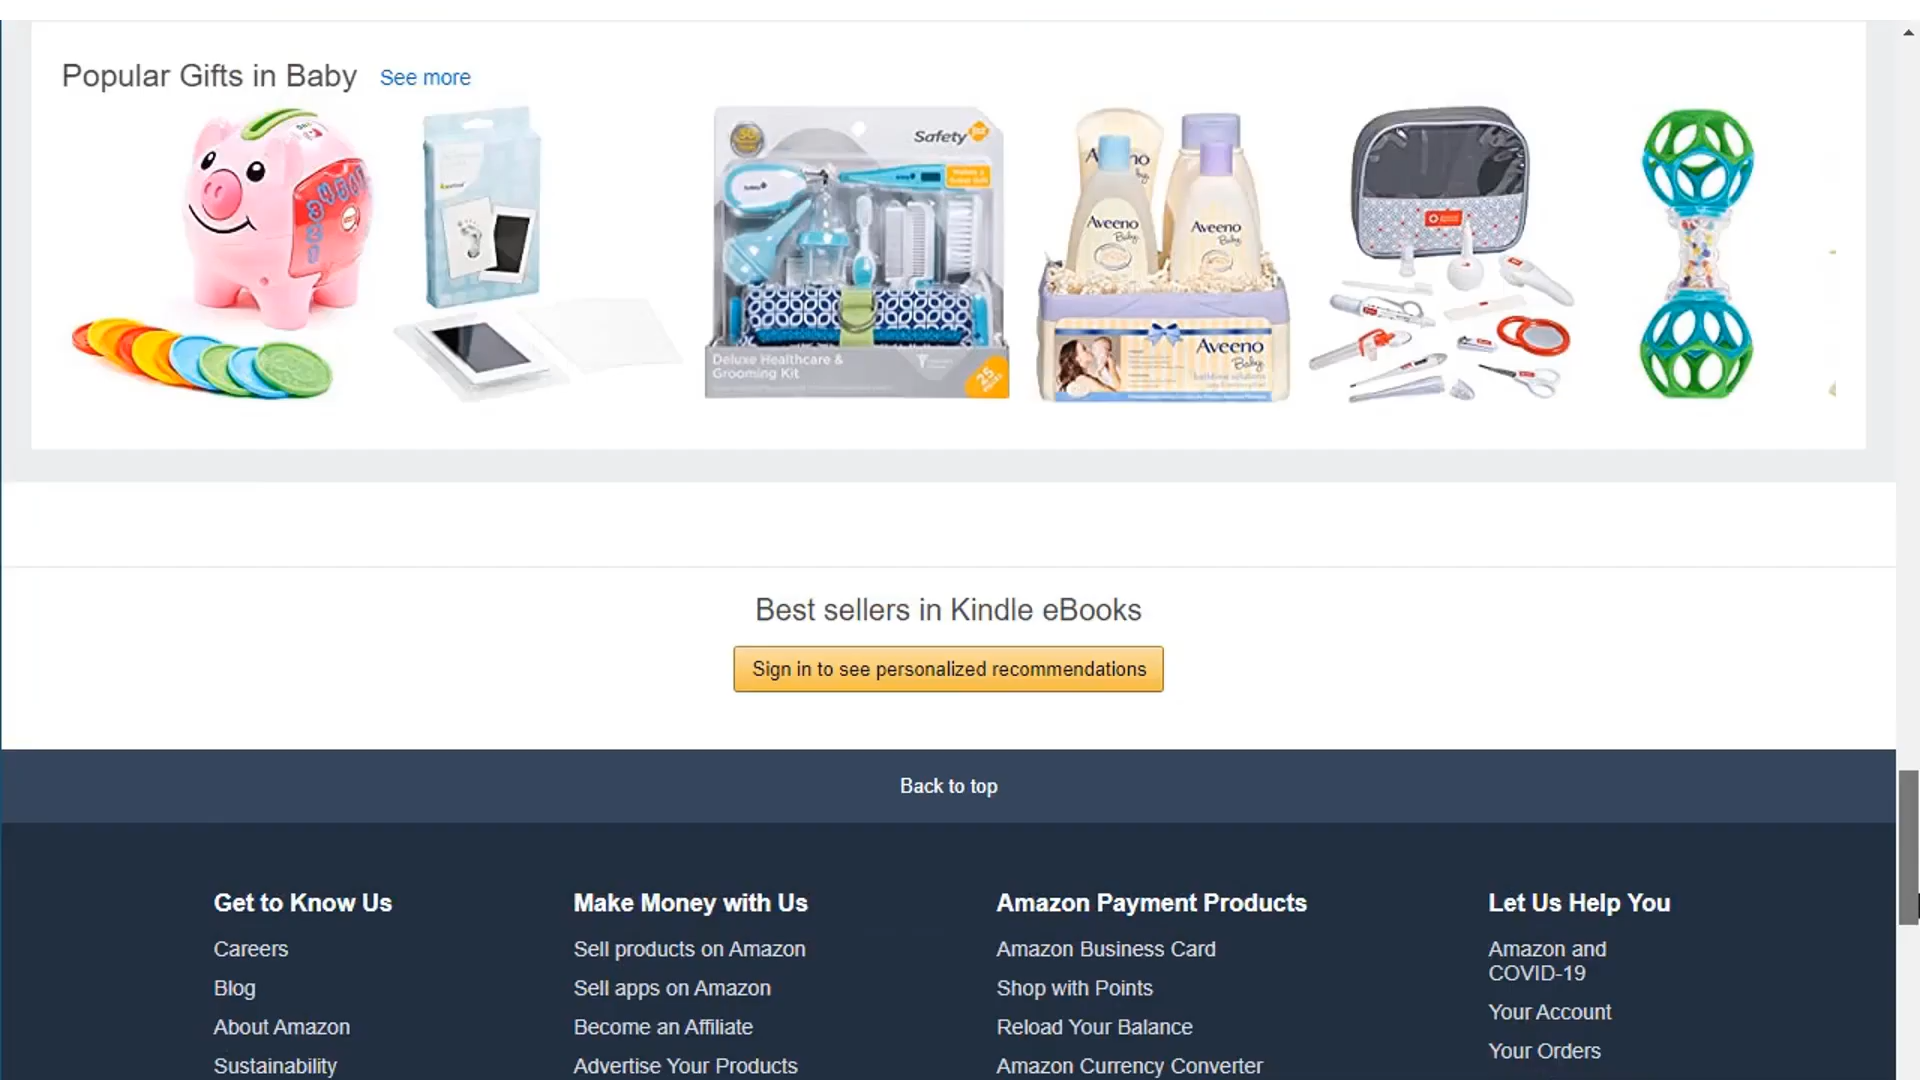 Popular Gifts in Baby See more
Safety
Deluxe Healthcare &
Grooming Kit
25
Aveeno
Baby
Aveeno
Baby
Aveeno
Baby
Best sellers in Kindle eBooks
Sign in to see personalized recommendations
Back to top
Get to Know Us
Careers
Blog
About Amazon
Sustainability
Make Money with Us
Sell products on Amazon
Sell apps on Amazon
Become an Affiliate
Advertise Your Products
Amazon Payment Products
Amazon Business Card
Shop with Points
Reload Your Balance
Amazon Currency Converter
Let Us Help You
Amazon and
COVID-19
Your Account
Your Orders